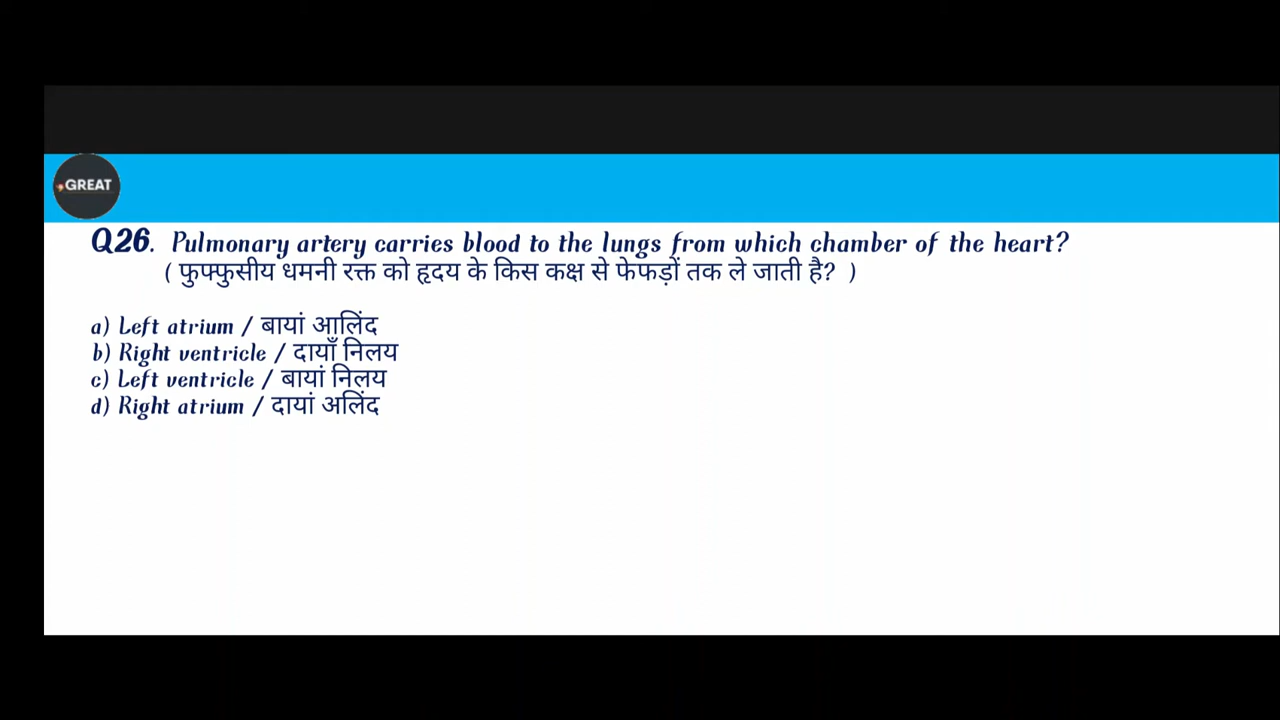 GREAT
Q26. Pulmonary artery carries blood to the lungs from which chamber of the heart?
( फुफ्फुसीय धमनी रक्त को हृदय के किस कक्ष से फेफड़ों तक ले जाती है? )
a) Left atrium / बायां आलिंद
b) Right ventricle / दायाँ निलय
c) Left ventricle / बायां निलय
d) Right atrium / दायां अलिंद